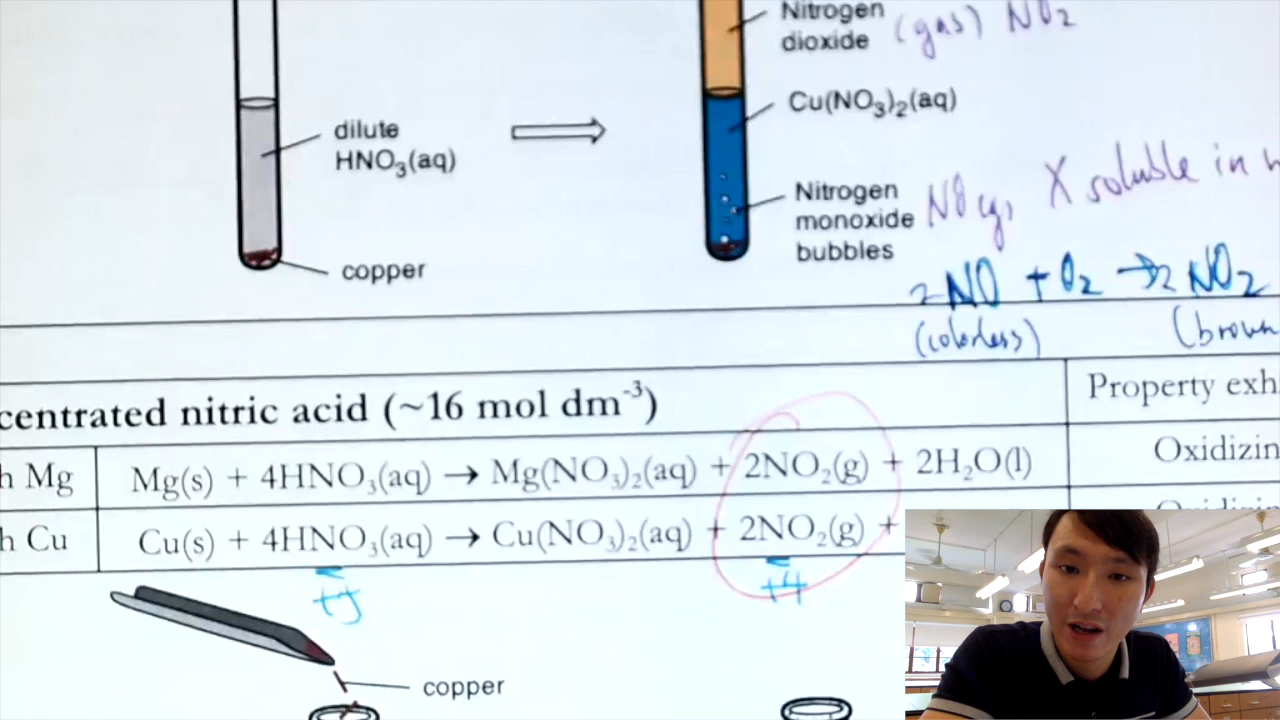 Nitrogen
dioxide (gas) NO₂
dilute
HNO₃(aq)
copper
Cu(NO₃)₂(aq)
Nitrogen
monoxide
bubbles
NO(g) X soluble in
2NO + O₂ → 2NO₂
(colorless) (brown
centrated nitric acid (~16 mol dm⁻³)
Property exh
h Mg Mg(s) + 4HNO₃(aq) → Mg(NO₃)₂(aq) + 2NO₂(g) + 2H₂O(l) Oxidizin
h Cu Cu(s) + 4HNO₃(aq) → Cu(NO₃)₂(aq) + 2NO₂(g) +
+5 +4
copper